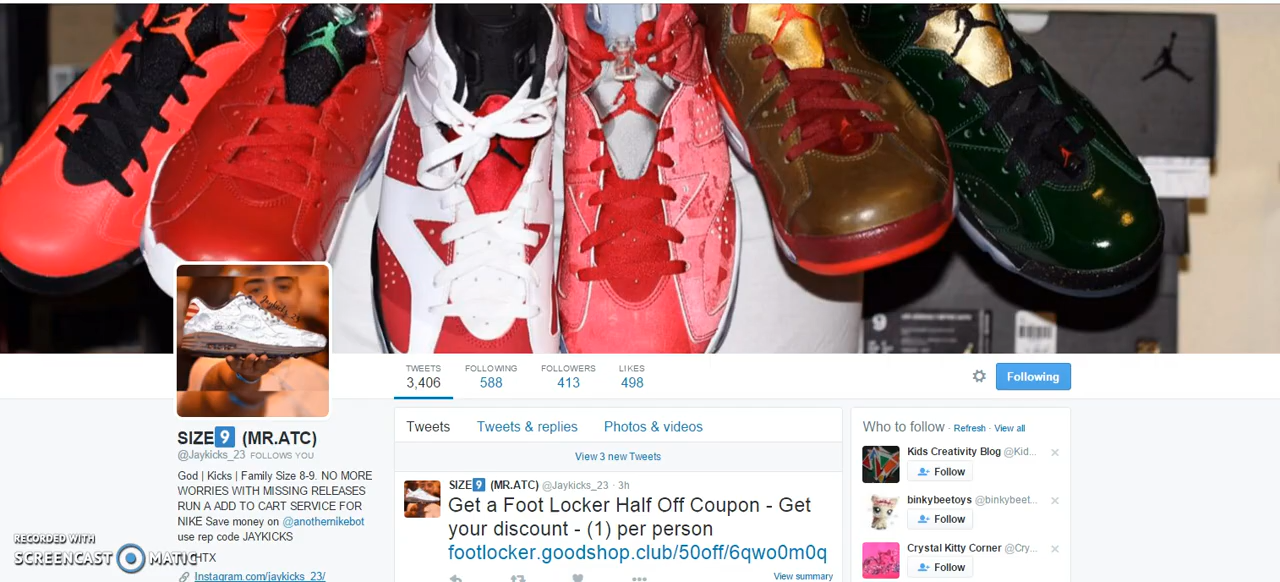 9
TWEETS FOLLOWING FOLLOWERS LIKES
3,406 588 413 498
Following
SIZE9️⃣ (MR.ATC)
@Jaykicks_23 FOLLOWS YOU
God | Kicks | Family Size 8-9. NO MORE
WORRIES WITH MISSING RELEASES
RUN A ADD TO CART SERVICE FOR
NIKE Save money on @anothernikebot
use rep code JAYKICKS
HTX
Instagram.com/jaykicks_23/
Tweets Tweets & replies Photos & videos
View 3 new Tweets
SIZE9️⃣ (MR.ATC) @Jaykicks_23 · 3h
Get a Foot Locker Half Off Coupon - Get
your discount - (1) per person
footlocker.goodshop.club/50off/6qwo0m0q
View summary
Who to follow · Refresh · View all
Kids Creativity Blog @Kid...
Follow
binkybeetoys @binkybeet...
Follow
Crystal Kitty Corner @Cry...
Follow
RECORDED WITH
SCREENCAST MATIC